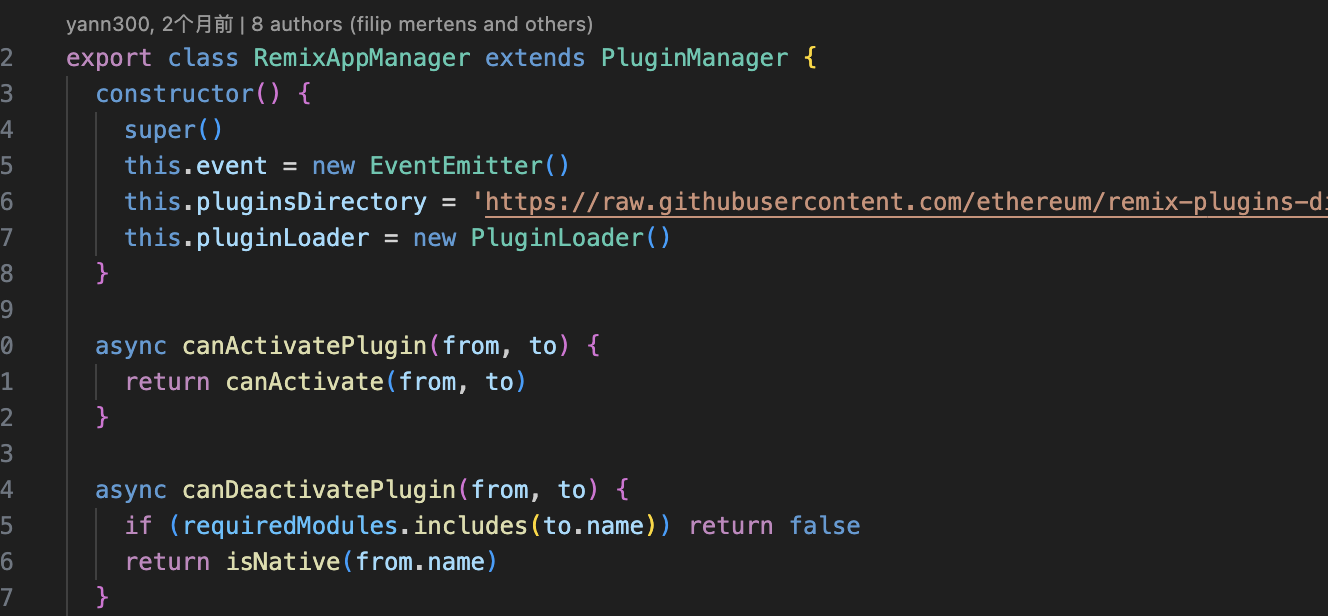 yann300, 2个月前 | 8 authors (filip mertens and others)
2 export class RemixAppManager extends PluginManager {
3 constructor() {
4 super()
5 this.event = new EventEmitter()
6 this.pluginsDirectory = 'https://raw.githubusercontent.com/ethereum/remix-plugins-di
7 this.pluginLoader = new PluginLoader()
8 }
9
0 async canActivatePlugin(from, to) {
1 return canActivate(from, to)
2 }
3
4 async canDeactivatePlugin(from, to) {
5 if (requiredModules.includes(to.name)) return false
6 return isNative(from.name)
7 }